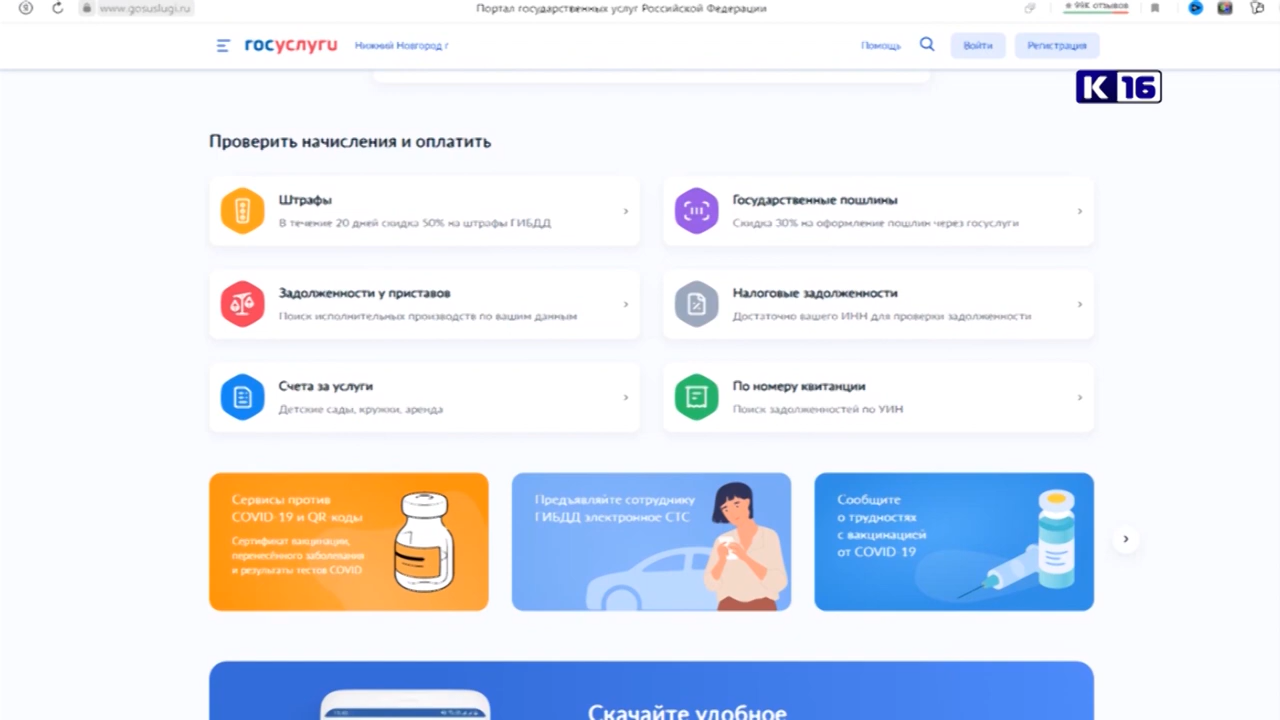 www.gosuslugi.ru
Портал государственных услуг Российской Федерации
99K отзывов
госуслуги
Нижний Новгород г
Помощь
Войти
Регистрация
К 16
Проверить начисления и оплатить
Штрафы
В течение 20 дней скидка 50% на штрафы ГИБДД
Государственные пошлины
Скидка 30% на оформление пошлин через госуслуги
Задолженности у приставов
Поиск исполнительных производств по вашим данным
Налоговые задолженности
Достаточно вашего ИНН для проверки задолженности
Счета за услуги
Детские сады, кружки, аренда
По номеру квитанции
Поиск задолженностей по УИН
Сервисы против
COVID-19 и QR-коды
Сертификат вакцинации,
перенесённого заболевания
и результаты тестов COVID
Предъявляйте сотруднику
ГИБДД электронное СТС
Сообщите
о трудностях
с вакцинацией
от COVID-19
Скачайте удобное